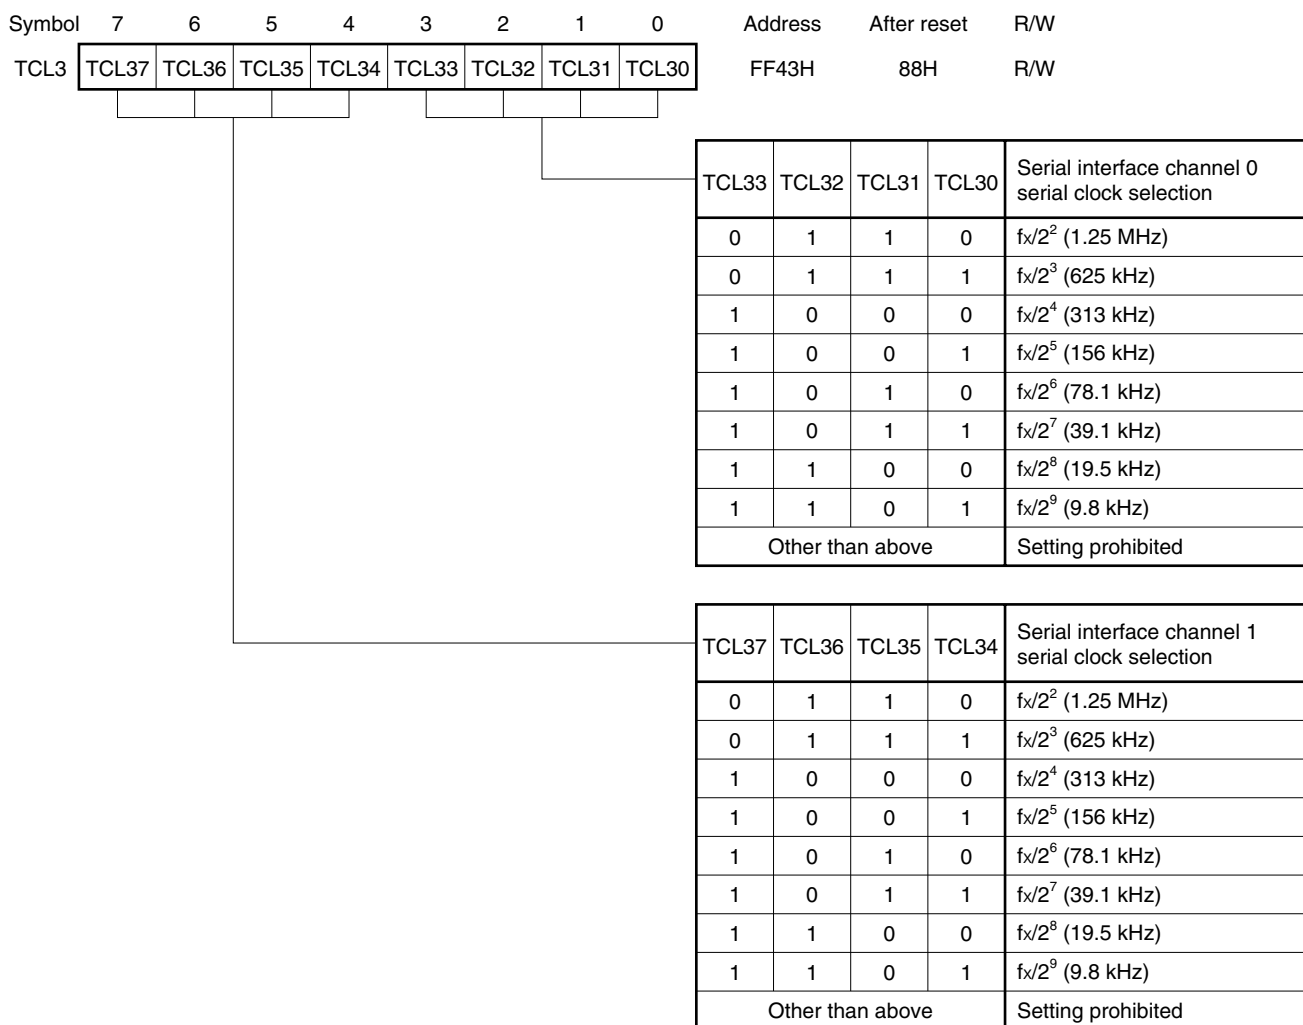 Symbol 7 6 5 4 3 2 1 0 Address After reset R/W
TCL3 TCL37 TCL36 TCL35 TCL34 TCL33 TCL32 TCL31 TCL30 FF43H 88H R/W
TCL33 TCL32 TCL31 TCL30 Serial interface channel 0
serial clock selection
0 1 1 0 fx/2² (1.25 MHz)
0 1 1 1 fx/2³ (625 kHz)
1 0 0 0 fx/2⁴ (313 kHz)
1 0 0 1 fx/2⁵ (156 kHz)
1 0 1 0 fx/2⁶ (78.1 kHz)
1 0 1 1 fx/2⁷ (39.1 kHz)
1 1 0 0 fx/2⁸ (19.5 kHz)
1 1 0 1 fx/2⁹ (9.8 kHz)
Other than above Setting prohibited
TCL37 TCL36 TCL35 TCL34 Serial interface channel 1
serial clock selection
0 1 1 0 fx/2² (1.25 MHz)
0 1 1 1 fx/2³ (625 kHz)
1 0 0 0 fx/2⁴ (313 kHz)
1 0 0 1 fx/2⁵ (156 kHz)
1 0 1 0 fx/2⁶ (78.1 kHz)
1 0 1 1 fx/2⁷ (39.1 kHz)
1 1 0 0 fx/2⁸ (19.5 kHz)
1 1 0 1 fx/2⁹ (9.8 kHz)
Other than above Setting prohibited